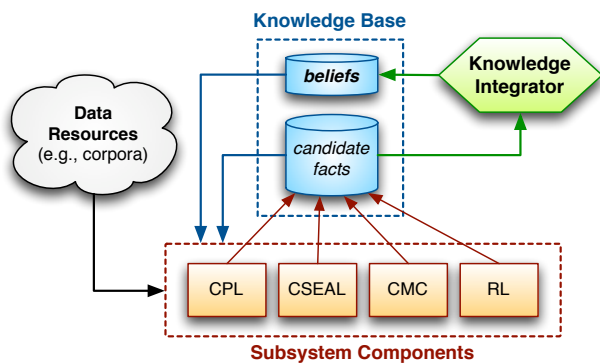 Knowledge Base
beliefs
Knowledge
Integrator
Data
Resources
(e.g., corpora)
candidate
facts
CPL
CSEAL
CMC
RL
Subsystem Components